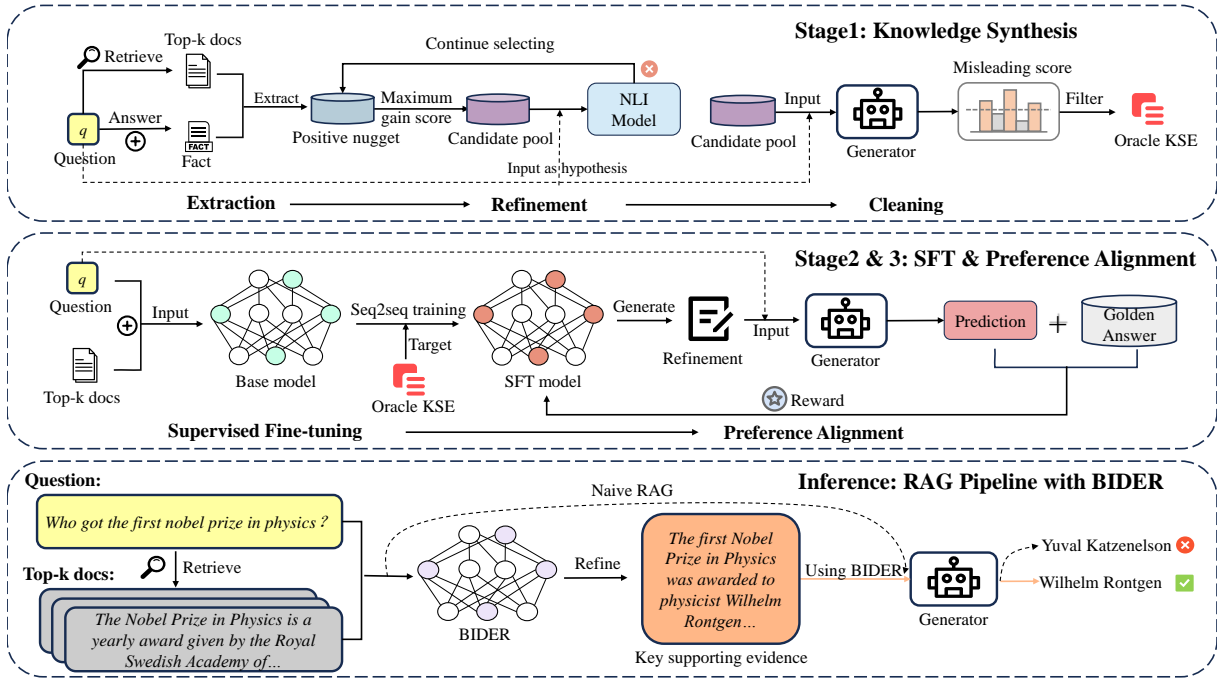 Stage1: Knowledge Synthesis
Top-k docs
Retrieve
Continue selecting
Misleading score
Extract
Maximum
gain score
NLI
Model
Input
Filter
q
Answer
Question
FACT
Fact
Positive nugget
Candidate pool
Candidate pool
Generator
Oracle KSE
Input as hypothesis
Extraction
Refinement
Cleaning
Stage2 & 3: SFT & Preference Alignment
q
Question
Input
Seq2seq training
Target
Generate
Refinement
Input
Generator
Prediction
+
Golden
Answer
Top-k docs
Base model
Oracle KSE
SFT model
Reward
Supervised Fine-tuning
Preference Alignment
Inference: RAG Pipeline with BIDER
Question:
Who got the first nobel prize in physics？
Retrieve
Top-k docs:
The Nobel Prize in Physics is a
yearly award given by the Royal
Swedish Academy of…
Naive RAG
BIDER
Refine
The first Nobel
Prize in Physics
was awarded to
physicist Wilhelm
Rontgen…
Key supporting evidence
Using BIDER
Generator
Yuval Katzenelson
Wilhelm Rontgen